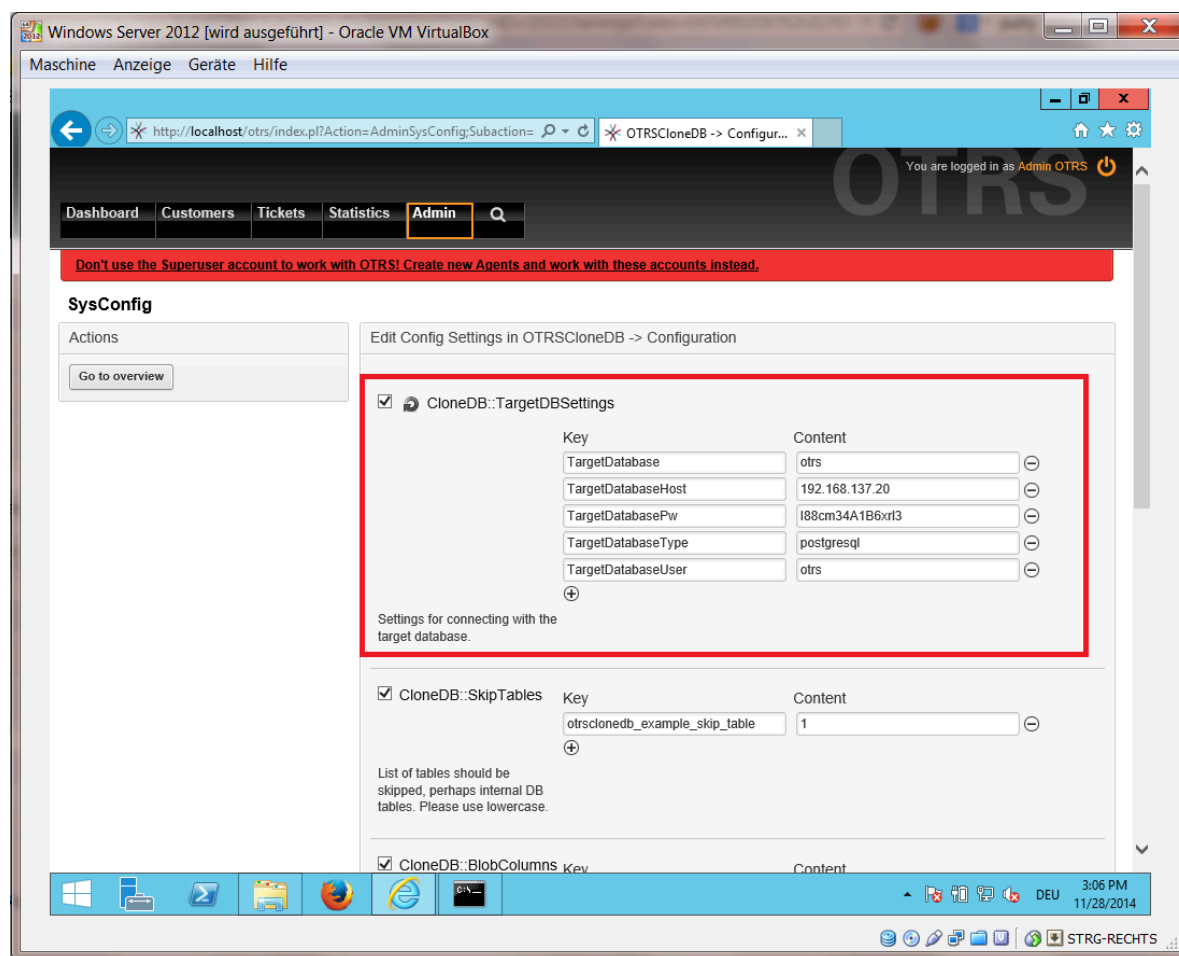 Windows Server 2012 [wird ausgeführt] - Oracle VM VirtualBox
Maschine Anzeige Geräte Hilfe
http://localhost/otrs/index.pl?Action=AdminSysConfig;Subaction=
OTRSCloneDB -> Configur...
OTRS
You are logged in as Admin OTRS
Dashboard Customers Tickets Statistics Admin
Don't use the Superuser account to work with OTRS! Create new Agents and work with these accounts instead.
SysConfig
Actions
Go to overview
Edit Config Settings in OTRSCloneDB -> Configuration
CloneDB::TargetDBSettings
Key Content
TargetDatabase otrs
TargetDatabaseHost 192.168.137.20
TargetDatabasePw I88cm34A1B6xrl3
TargetDatabaseType postgresql
TargetDatabaseUser otrs
Settings for connecting with the
target database.
CloneDB::SkipTables Key Content
otrsclonedb_example_skip_table 1
List of tables should be
skipped, perhaps internal DB
tables. Please use lowercase.
CloneDB::BlobColumns Key Content
DEU 3:06 PM
11/28/2014
STRG-RECHTS